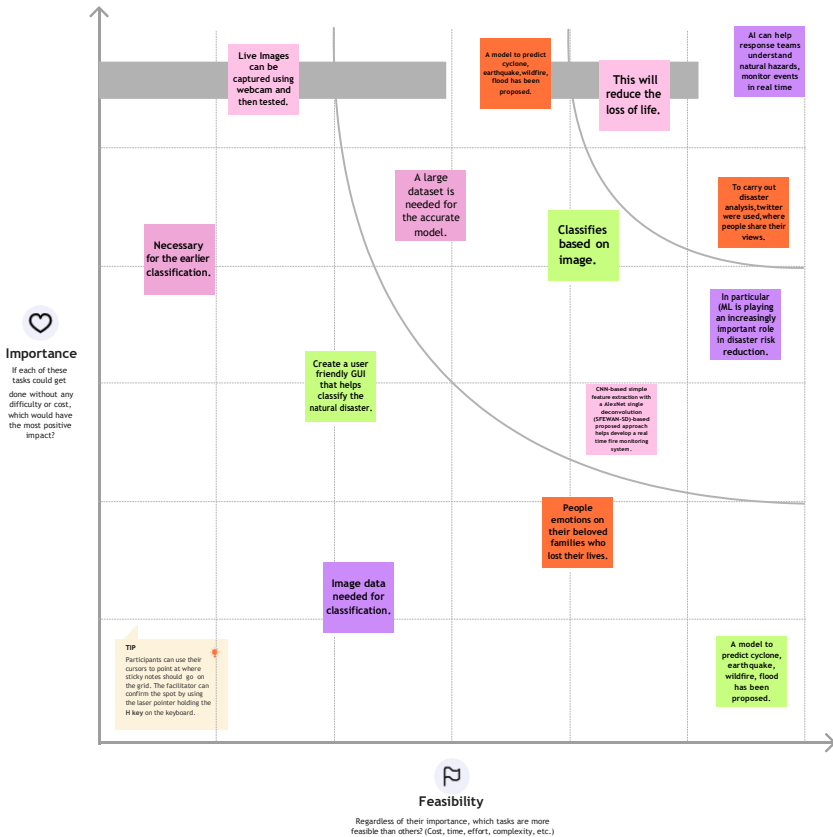 Live Images
can be
captured using
webcam and
then tested.
A model to predict
cyclone,
earthquake,wildfire,
flood has been
proposed.
This will
reduce the
loss of life.
AI can help
response teams
understand
natural hazards,
monitor events
in real time
A large
dataset is
needed for
the accurate
model.
To carry out
disaster
analysis,twitter
were used,where
people share their
views.
Necessary
for the earlier
classification.
Classifies
based on
image.
In particular
(ML is playing
an increasingly
important role
in disaster risk
reduction.
Importance
If each of these
tasks could get
done without any
difficulty or cost,
which would have
the most positive
impact?
Create a user
friendly GUI
that helps
classify the
natural disaster.
CNN-based simple
feature extraction with
a AlexNet single
deconvolution
(SFEWAN-SD)-based
proposed approach
helps develop a real
time fire monitoring
system.
People
emotions on
their beloved
families who
lost their lives.
Image data
needed for
classification.
TIP
Participants can use their
cursors to point at where
sticky notes should go on
the grid. The facilitator can
confirm the spot by using
the laser pointer holding the
H key on the keyboard.
A model to
predict cyclone,
earthquake,
wildfire, flood
has been
proposed.
Feasibility
Regardless of their importance, which tasks are more
feasible than others? (Cost, time, effort, complexity, etc.)